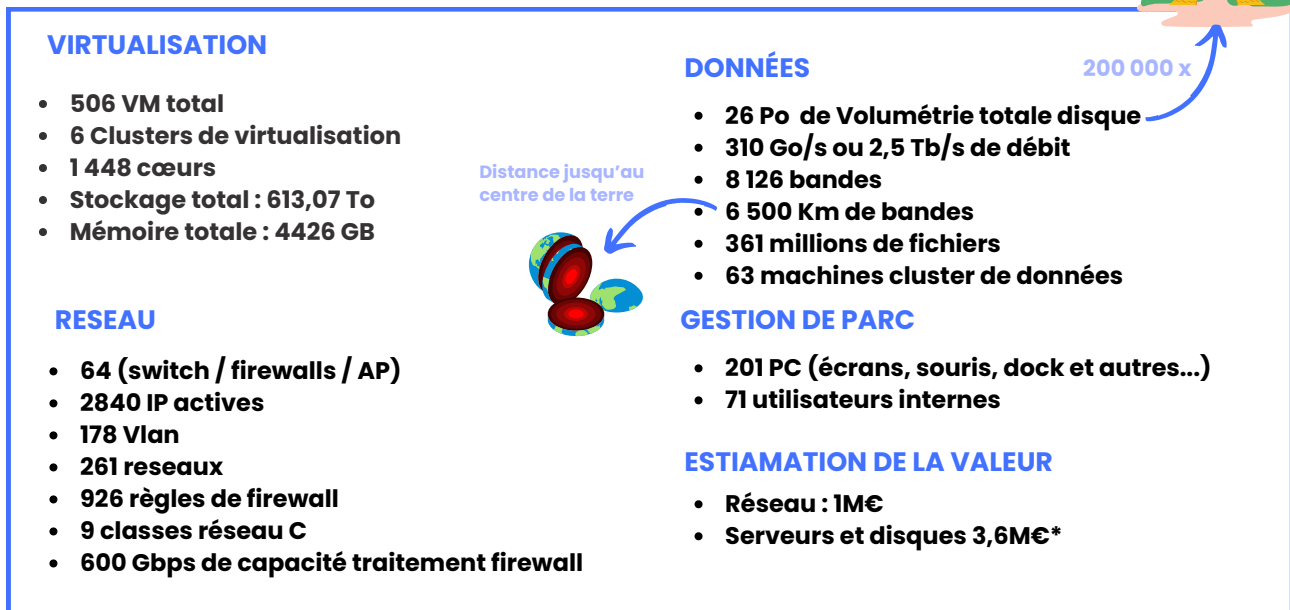 VIRTUALISATION
506 VM total
6 Clusters de virtualisation
1 448 cœurs
Stockage total : 613,07 To
Mémoire totale : 4426 GB
DONNÉES
200 000 x
26 Po de Volumétrie totale disque
310 Go/s ou 2,5 Tb/s de débit
8 126 bandes
6 500 Km de bandes
361 millions de fichiers
63 machines cluster de données
Distance jusqu'au
centre de la terre
RESEAU
64 (switch / firewalls / AP)
2840 IP actives
178 Vlan
261 reseaux
926 règles de firewall
9 classes réseau C
600 Gbps de capacité traitement firewall
GESTION DE PARC
201 PC (écrans, souris, dock et autres...)
71 utilisateurs internes
ESTIAMATION DE LA VALEUR
Réseau : 1M€
Serveurs et disques 3,6M€*